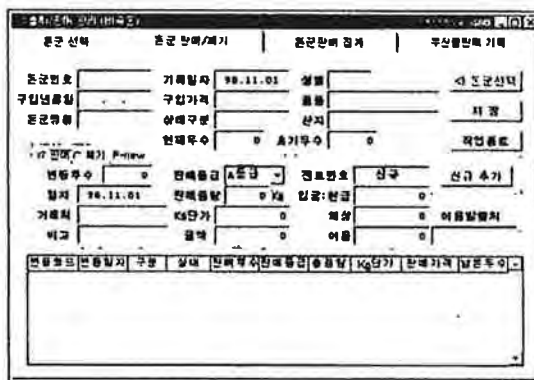 돈군 선택 돈군 판매/폐기 돈군판매 집계 부산물판매 기록
돈군번호 기록일자 98.11.01 성별 돈군선택
구입년월일 구입가격 품종
돈군명칭 상태구분 산지 저 장
현재두수 0 초기두수 0 작업종료
판매 폐기 P-new
변동두수 0 판매등급 A등급 전표번호 신규 신규 추가
일자 98.11.01 판매중량 0 Kg 입금:현금 0
거래처 Kg단가 0 외상 0 어음발행처
비고 금액 0 어음 0
변동일자 구분 상태 판매두수 판매등급 총중량 Kg단가 판매가격 남은두수